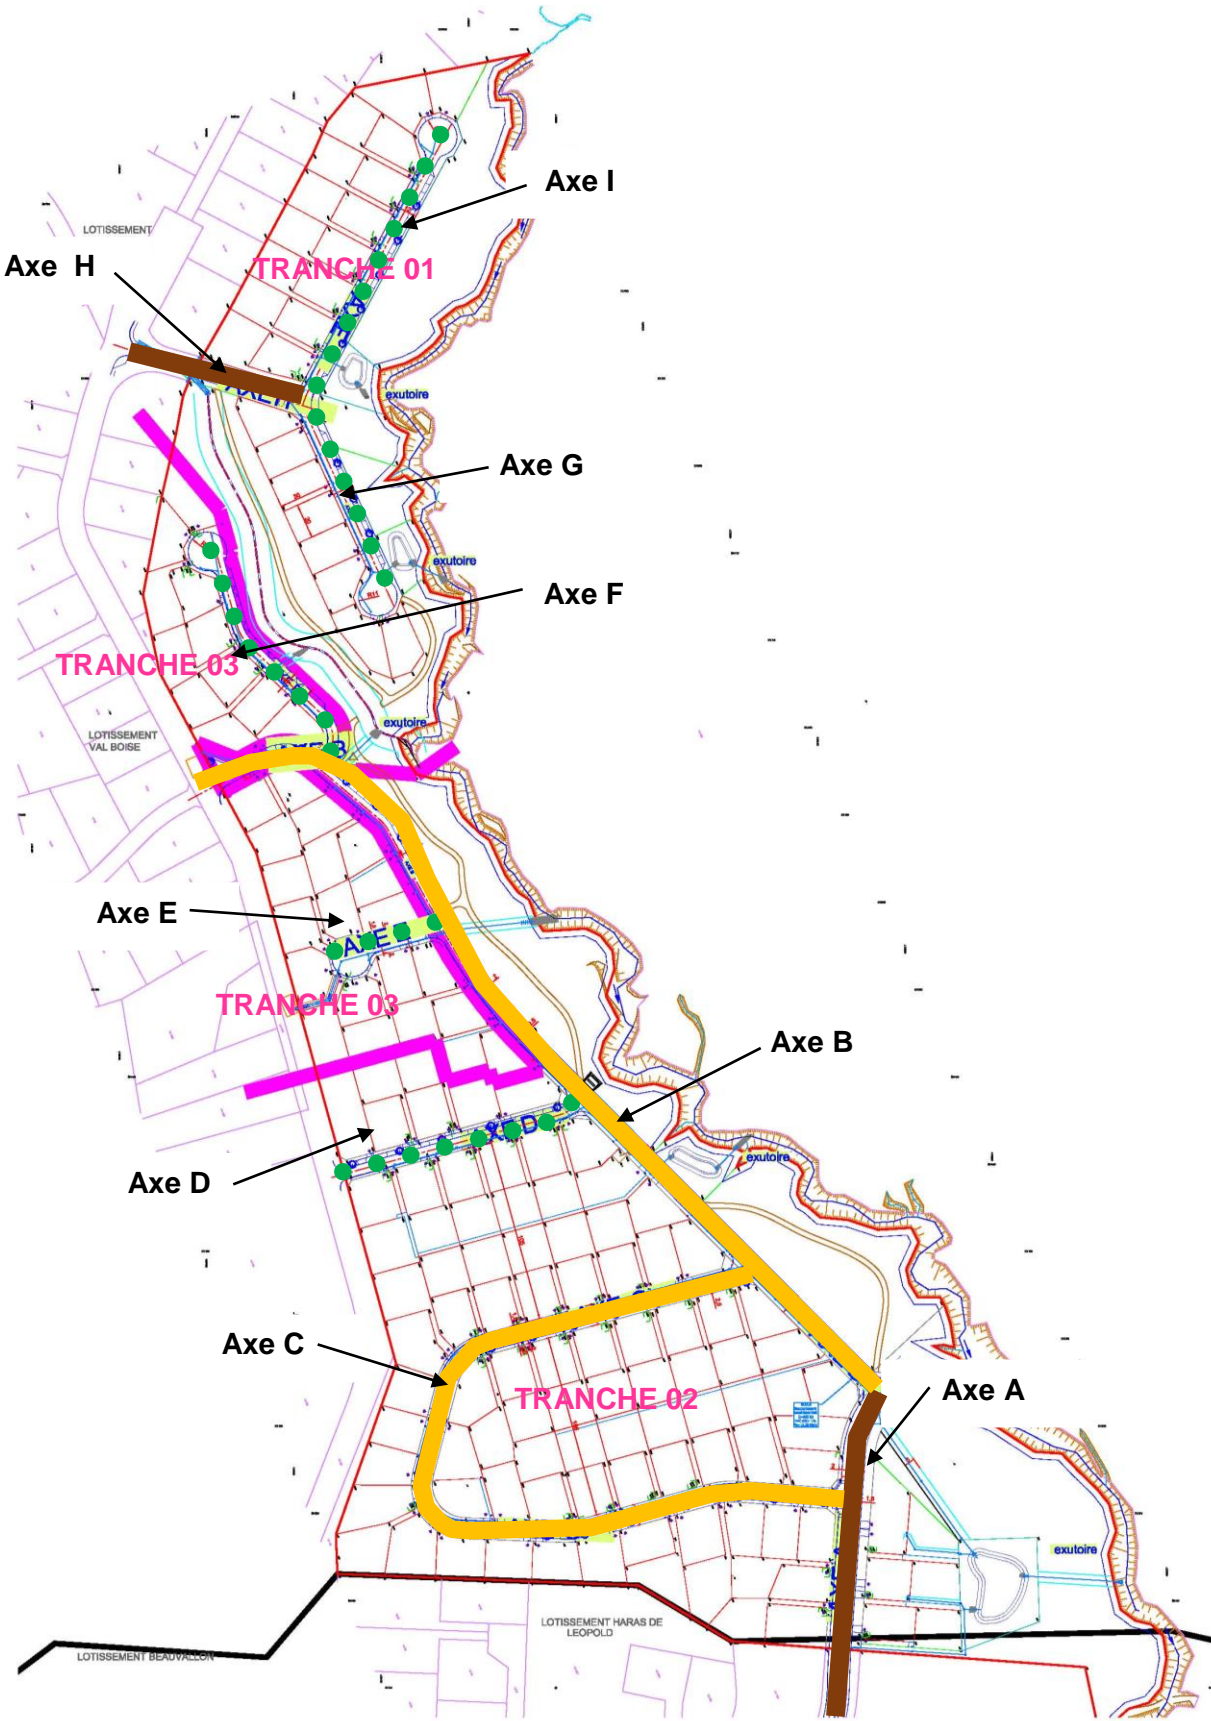 Axe I
LOTISSEMENT
Axe H
TRANCHE 01
exutoire
Axe G
exutoire
Axe F
TRANCHE 03
exutoire
LOTISSEMENT
VAL BOISE
Axe E
AXE
TRANCHE 03
Axe B
exutoire
Axe D
Axe C
TRANCHE 02
Axe A
exutoire
LOTISSEMENT HARAS DE
LEOPOLD
LOTISSEMENT BEAUVALLON